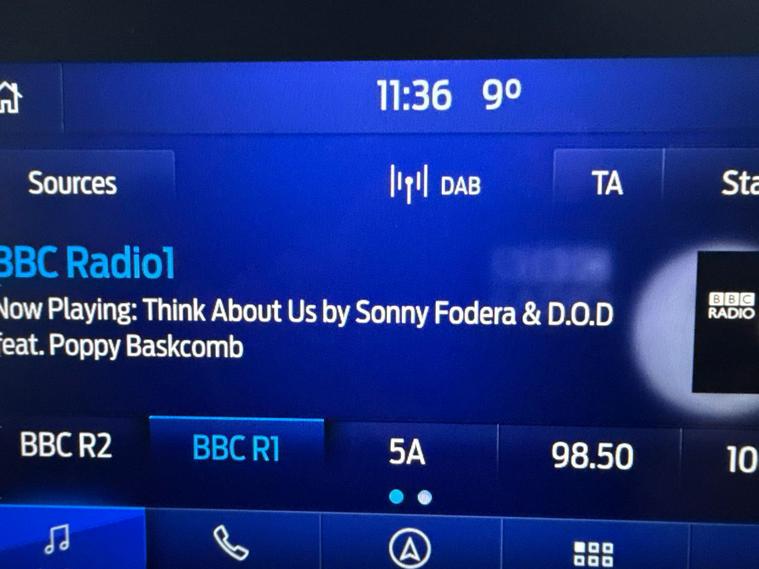 11:36 9º
Sources DAB TA Sta
BBC Radio1
Now Playing: Think About Us by Sonny Fodera & D.O.D
feat. Poppy Baskcomb
BBC
RADIO
BBC R2 BBC R1 5A 98.50 10